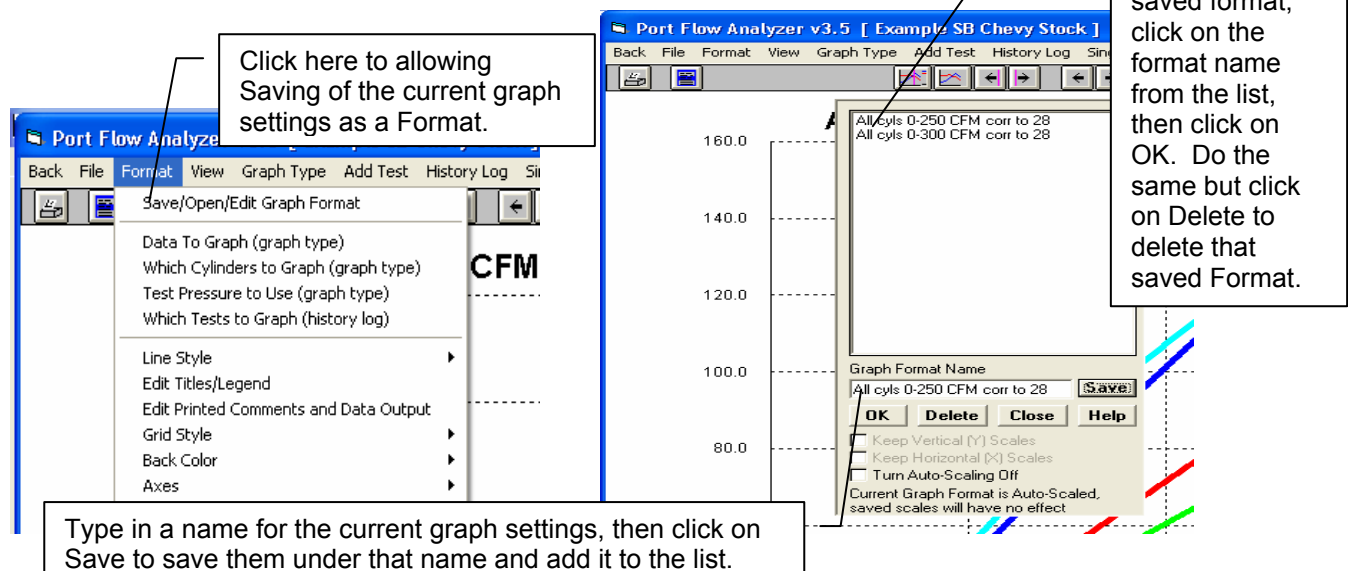 Click here to allowing
Saving of the current graph
settings as a Format.
Port Flow Analyze
Back File Format View Graph Type Add Test History Log
Save/Open/Edit Graph Format
Data To Graph (graph type)
Which Cylinders to Graph (graph type)
Test Pressure to Use (graph type)
Which Tests to Graph (history log)
Line Style
Edit Titles/Legend
Edit Printed Comments and Data Output
Grid Style
Back Color
Axes
CFM
Type in a name for the current graph settings, then click on
Save to save them under that name and add it to the list.
Port Flow Analyzer v3.5 [ Example SB Chevy Stock ]
Back File Format View Graph Type Add Test History Log
160.0
140.0
120.0
100.0
80.0
All cyls 0-250 CFM corr to 28
All cyls 0-300 CFM corr to 28
Graph Format Name
All cyls 0-250 CFM corr to 28 Save
OK Delete Close Help
Keep Vertical (Y) Scales
Keep Horizontal (X) Scales
Turn Auto-Scaling Off
Current Graph Format is Auto-Scaled,
saved scales will have no effect
saved format,
click on the
format name
from the list,
then click on
OK. Do the
same but click
on Delete to
delete that
saved Format.